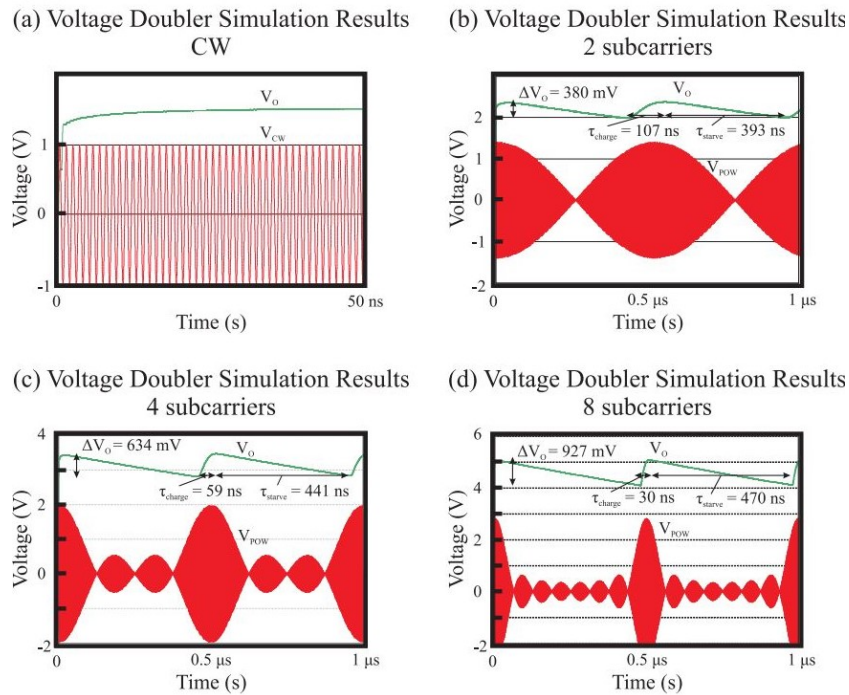 (a) Voltage Doubler Simulation Results
CW
Voltage (V)
1
0
-1
V_O
V_CW
0
50 ns
Time (s)
(b) Voltage Doubler Simulation Results
2 subcarriers
Voltage (V)
4
3
2
1
0
-1
-2
ΔV_O = 380 mV
V_O
τ_charge = 107 ns
τ_starve = 393 ns
V_POW
0
0.5 μs
1 μs
Time (s)
(c) Voltage Doubler Simulation Results
4 subcarriers
Voltage (V)
4
2
0
-2
ΔV_O = 634 mV
V_O
τ_charge = 59 ns
τ_starve = 441 ns
V_POW
0
0.5 μs
1 μs
Time (s)
(d) Voltage Doubler Simulation Results
8 subcarriers
Voltage (V)
6
4
2
0
-2
ΔV_O = 927 mV
V_O
τ_charge = 30 ns
τ_starve = 470 ns
V_POW
0
0.5 μs
1 μs
Time (s)